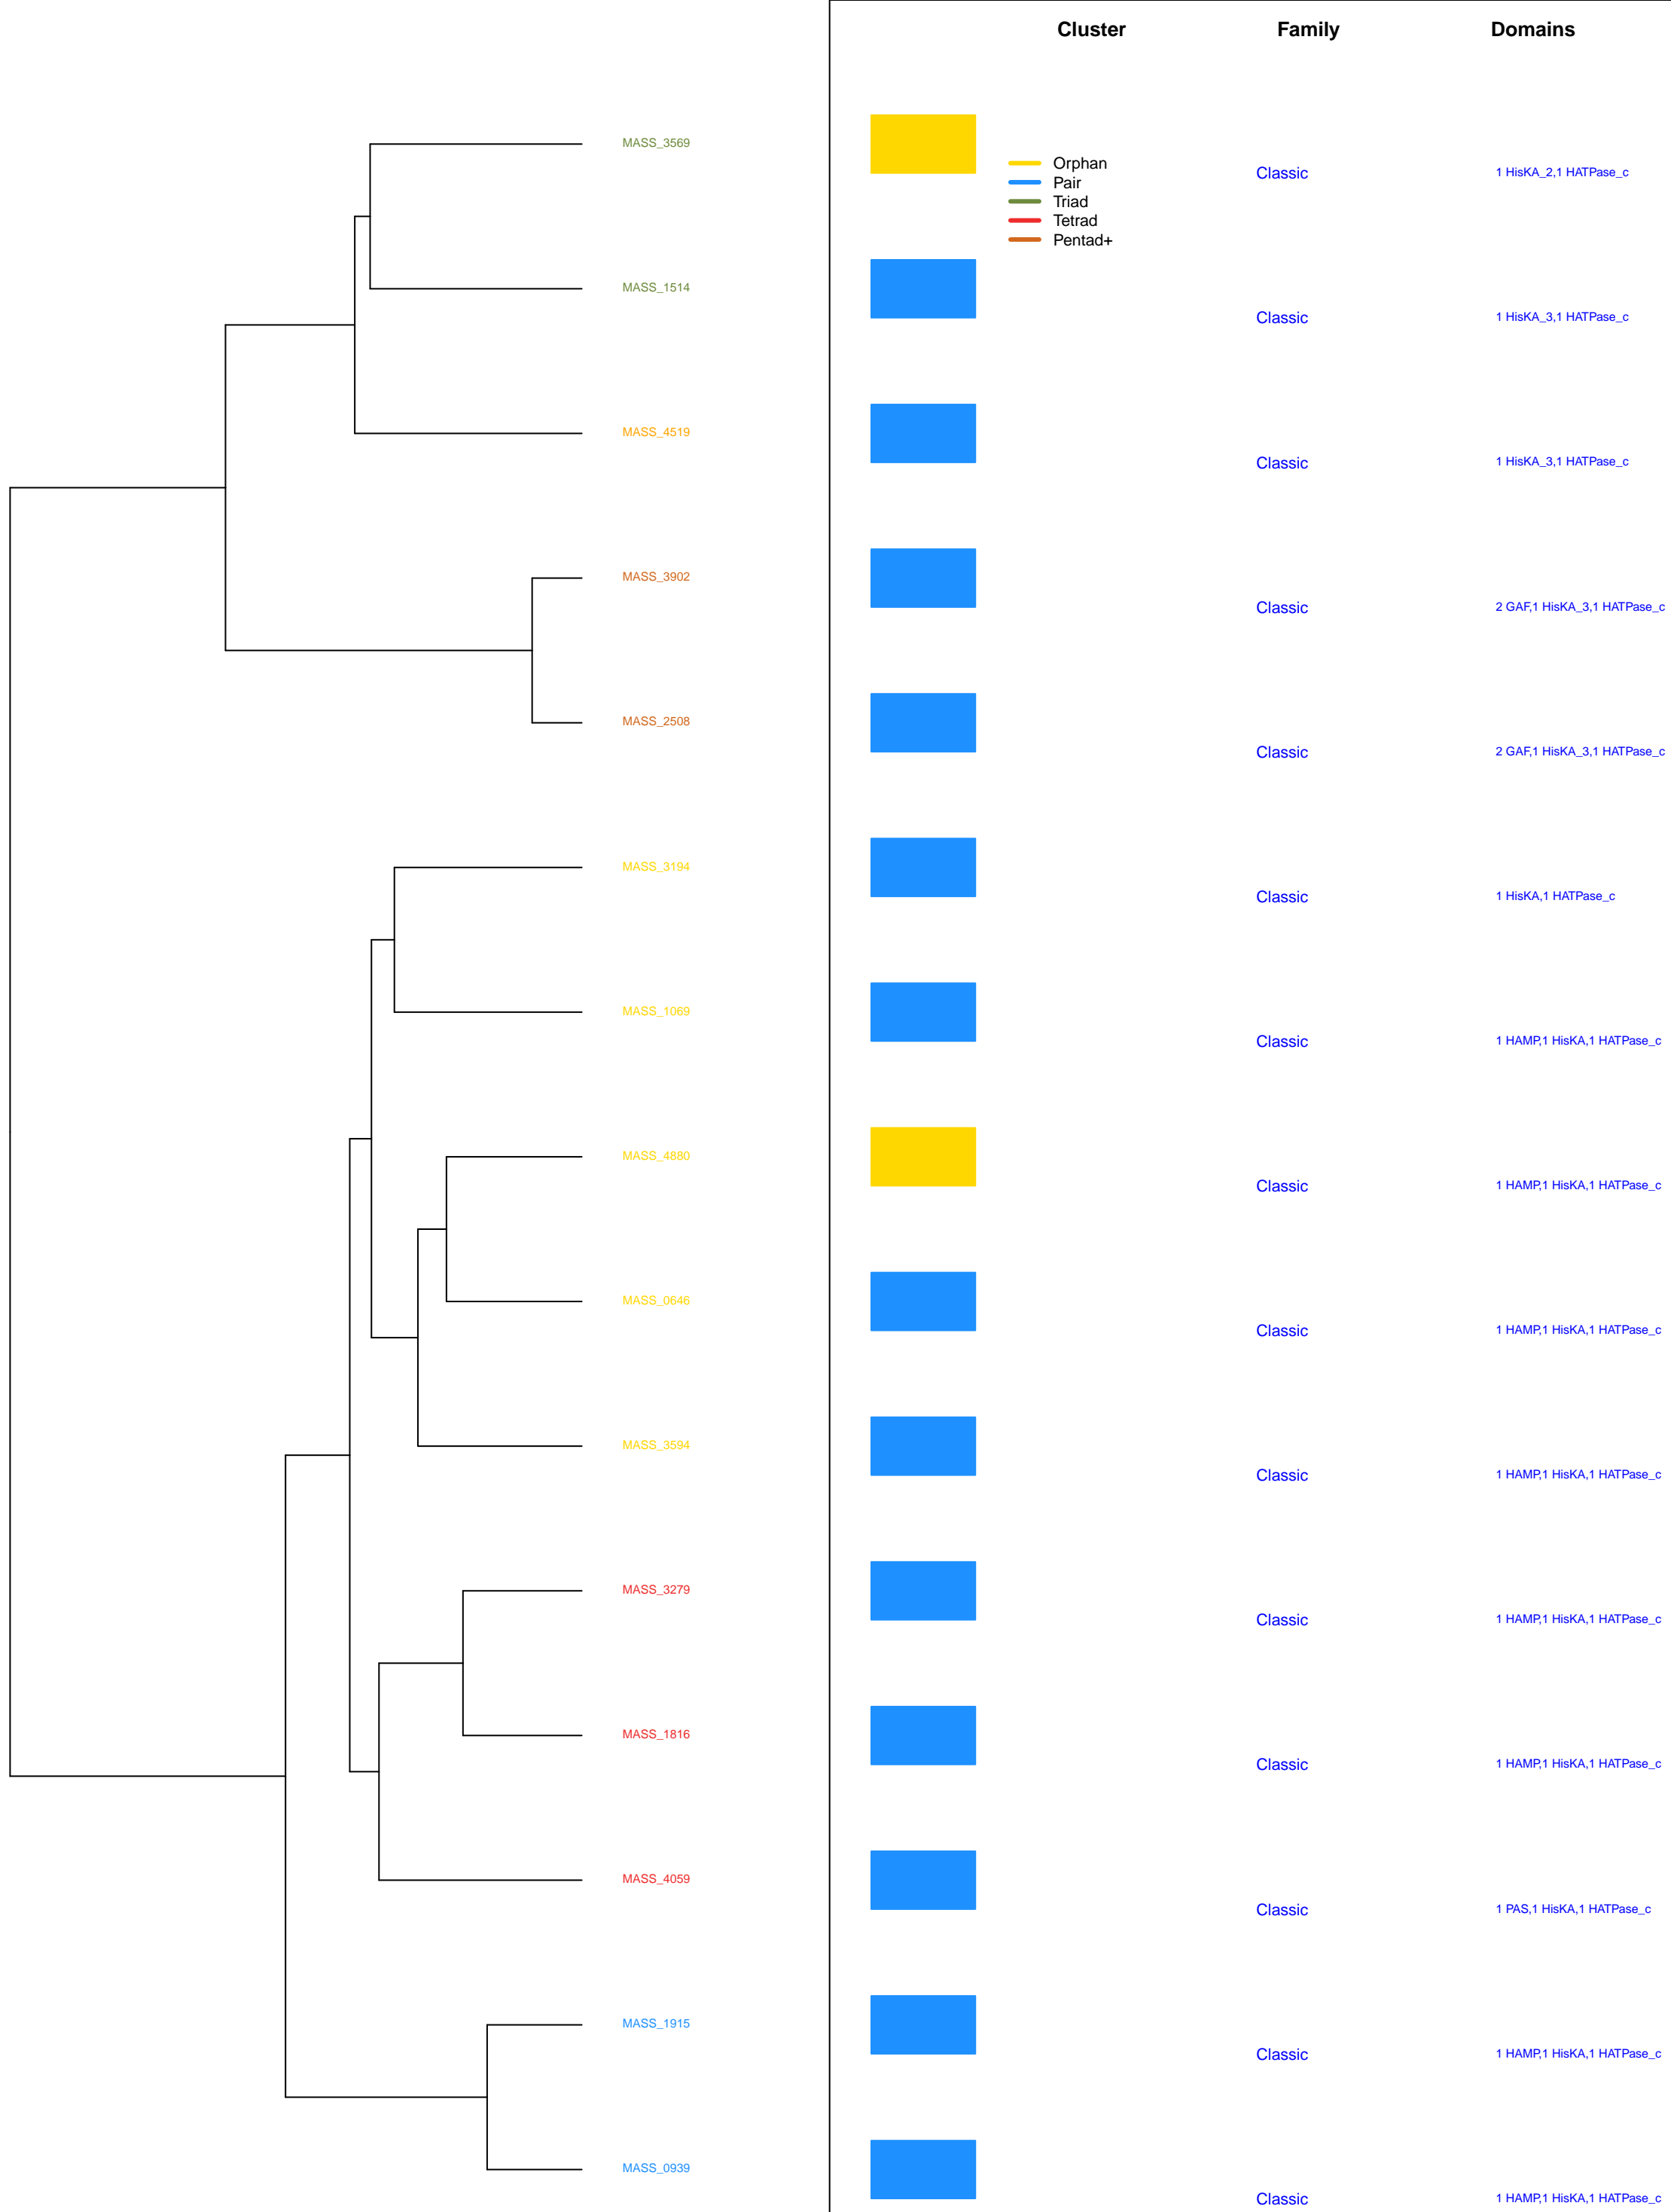 Cluster Family Domains
MASS_3569
Orphan
Pair
Triad
Tetrad
Pentad+
Classic 1 HisKA_2,1 HATPase_c
MASS_1514
Classic 1 HisKA_3,1 HATPase_c
MASS_4519
Classic 1 HisKA_3,1 HATPase_c
MASS_3902
Classic 2 GAF,1 HisKA_3,1 HATPase_c
MASS_2508
Classic 2 GAF,1 HisKA_3,1 HATPase_c
MASS_3194
Classic 1 HisKA,1 HATPase_c
MASS_1069
Classic 1 HAMP,1 HisKA,1 HATPase_c
MASS_4880
Classic 1 HAMP,1 HisKA,1 HATPase_c
MASS_0646
Classic 1 HAMP,1 HisKA,1 HATPase_c
MASS_3594
Classic 1 HAMP,1 HisKA,1 HATPase_c
MASS_3279
Classic 1 HAMP,1 HisKA,1 HATPase_c
MASS_1816
Classic 1 HAMP,1 HisKA,1 HATPase_c
MASS_4059
Classic 1 PAS,1 HisKA,1 HATPase_c
MASS_1915
Classic 1 HAMP,1 HisKA,1 HATPase_c
MASS_0939
Classic 1 HAMP,1 HisKA,1 HATPase_c